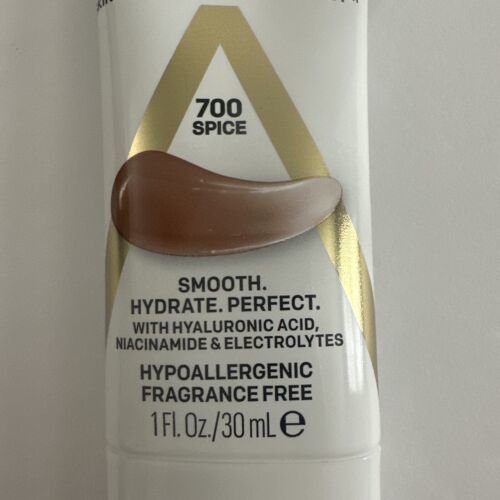 700
SPICE
SMOOTH.
HYDRATE. PERFECT.
WITH HYALURONIC ACID,
NIACINAMIDE & ELECTROLYTES
HYPOALLERGENIC
FRAGRANCE FREE
1 Fl. Oz./30 mL e